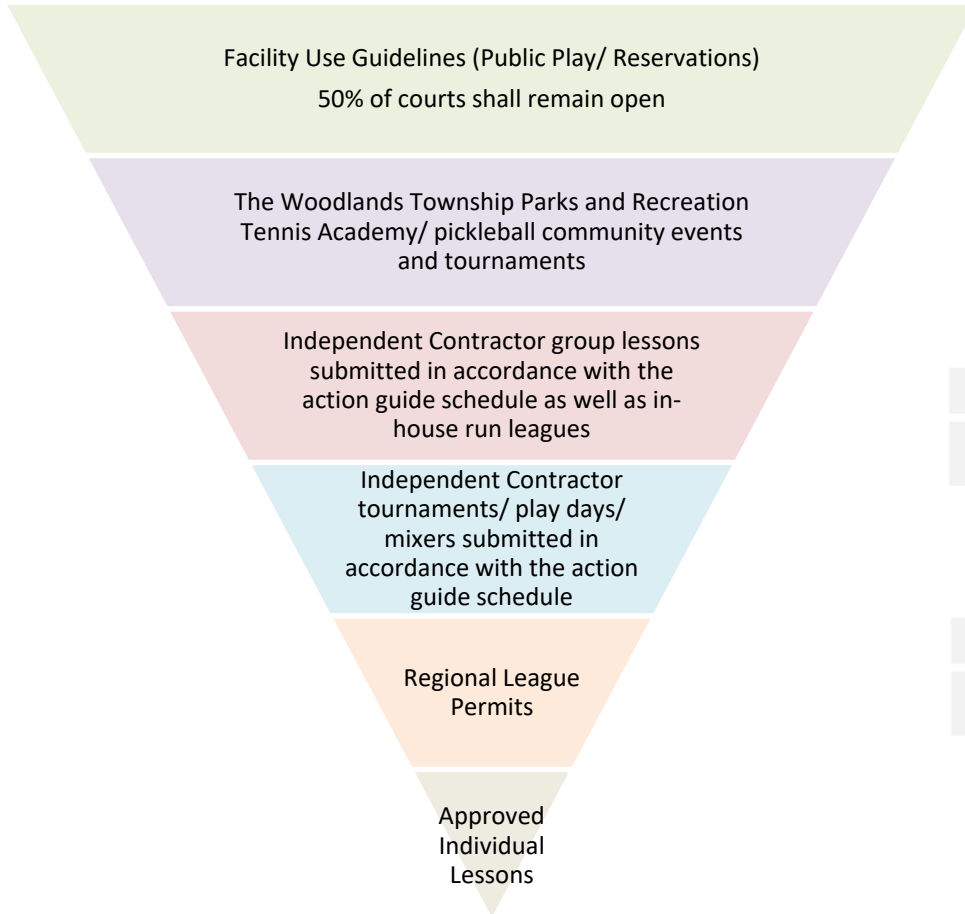 Facility Use Guidelines (Public Play/ Reservations)
50% of courts shall remain open
The Woodlands Township Parks and Recreation
Tennis Academy/ pickleball community events
and tournaments
Independent Contractor group lessons
submitted in accordance with the
action guide schedule as well as in-
house run leagues
Independent Contractor
tournaments/ play days/
mixers submitted in
accordance with the action
guide schedule
Regional League
Permits
Approved
Individual
Lessons